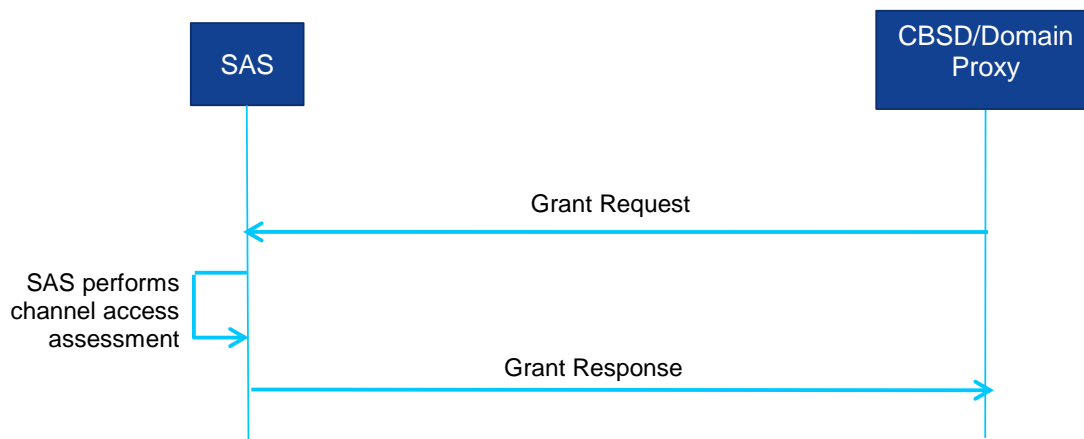 SAS
CBSD/Domain
Proxy
Grant Request
SAS performs
channel access
assessment
Grant Response